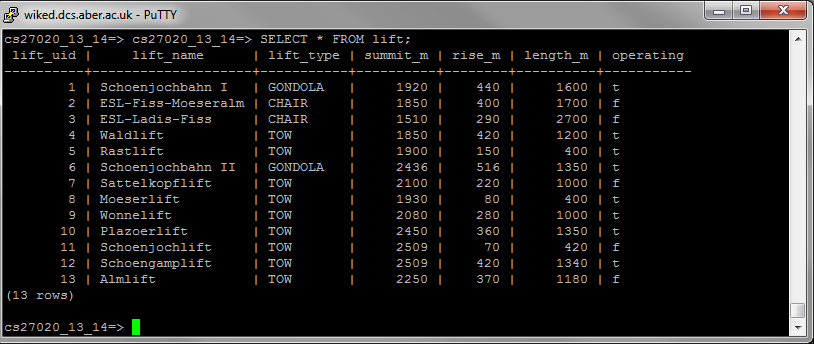 wiked.dcs.aber.ac.uk - PuTTY
cs27020_13_14=> cs27020_13_14=> SELECT * FROM lift;
 lift_uid |     lift_name      | lift_type | summit_m | rise_m | length_m | operating
----------+--------------------+-----------+----------+--------+----------+-----------
        1 | Schoenjochbahn I   | GONDOLA   |     1920 |    440 |     1600 | t
        2 | ESL-Fiss-Moeseralm | CHAIR     |     1850 |    400 |     1700 | f
        3 | ESL-Ladis-Fiss     | CHAIR     |     1510 |    290 |     2700 | f
        4 | Waldlift           | TOW       |     1850 |    420 |     1200 | t
        5 | Rastlift           | TOW       |     1900 |    150 |      400 | t
        6 | Schoenjochbahn II  | GONDOLA   |     2436 |    516 |     1350 | t
        7 | Sattelkopflift     | TOW       |     2100 |    220 |     1000 | f
        8 | Moeserlift         | TOW       |     1930 |     80 |      400 | t
        9 | Wonnelift          | TOW       |     2080 |    280 |     1000 | t
       10 | Plazoerlift        | TOW       |     2450 |    360 |     1350 | t
       11 | Schoenjochlift     | TOW       |     2509 |     70 |      420 | f
       12 | Schoengamplift     | TOW       |     2509 |    420 |     1340 | t
       13 | Almlift            | TOW       |     2250 |    370 |     1180 | f
(13 rows)
cs27020_13_14=>